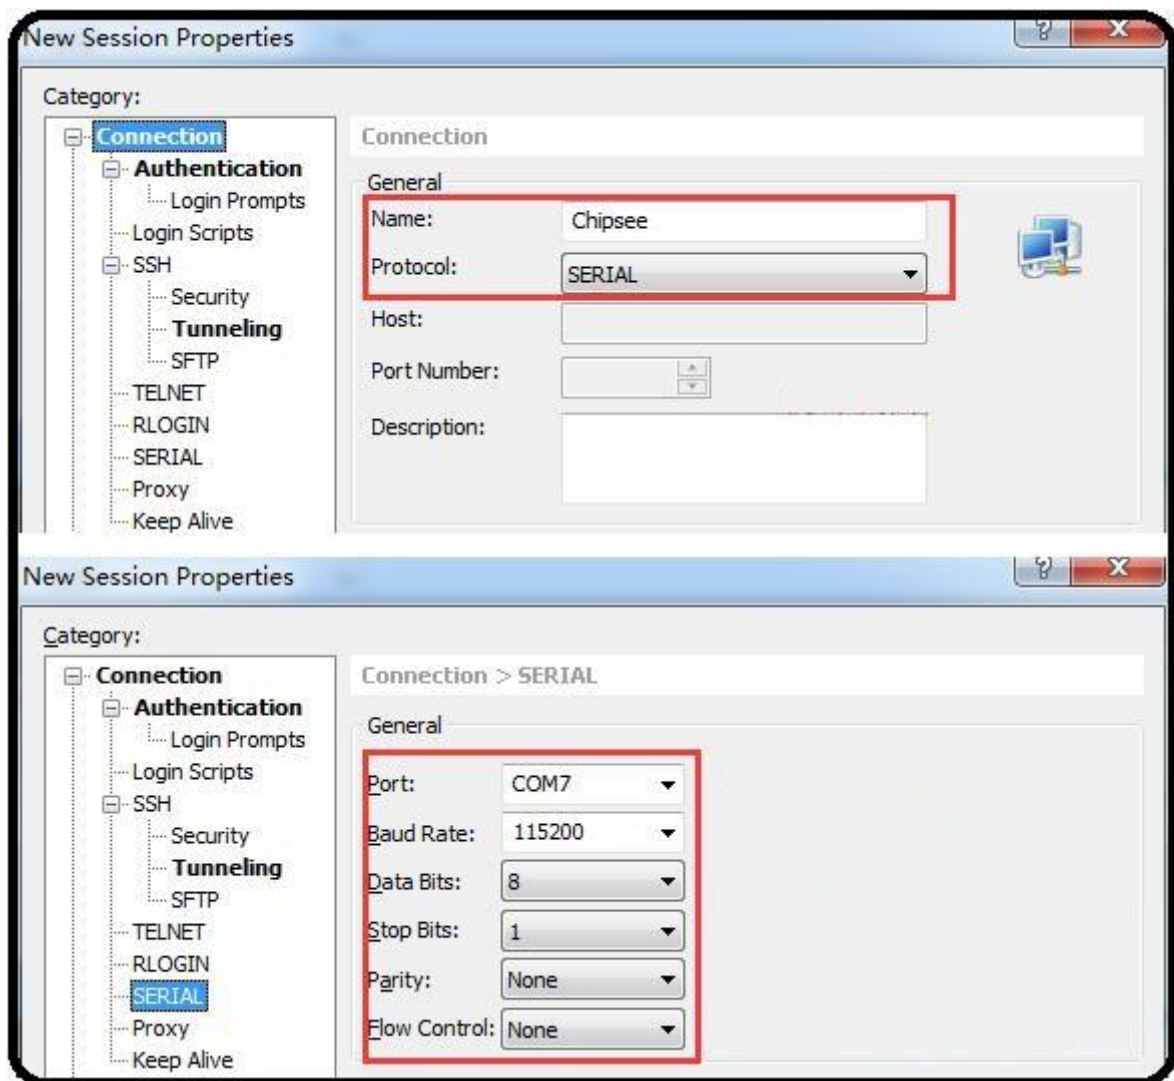 New Session Properties
Category:
Connection
Authentication
Login Prompts
Login Scripts
SSH
Security
Tunneling
SFTP
TELNET
RLOGIN
SERIAL
Proxy
Keep Alive
Connection
General
Name: Chipsee
Protocol: SERIAL
Host:
Port Number:
Description:
New Session Properties
Category:
Connection
Authentication
Login Prompts
Login Scripts
SSH
Security
Tunneling
SFTP
TELNET
RLOGIN
SERIAL
Proxy
Keep Alive
Connection > SERIAL
General
Port: COM7
Baud Rate: 115200
Data Bits: 8
Stop Bits: 1
Parity: None
Flow Control: None